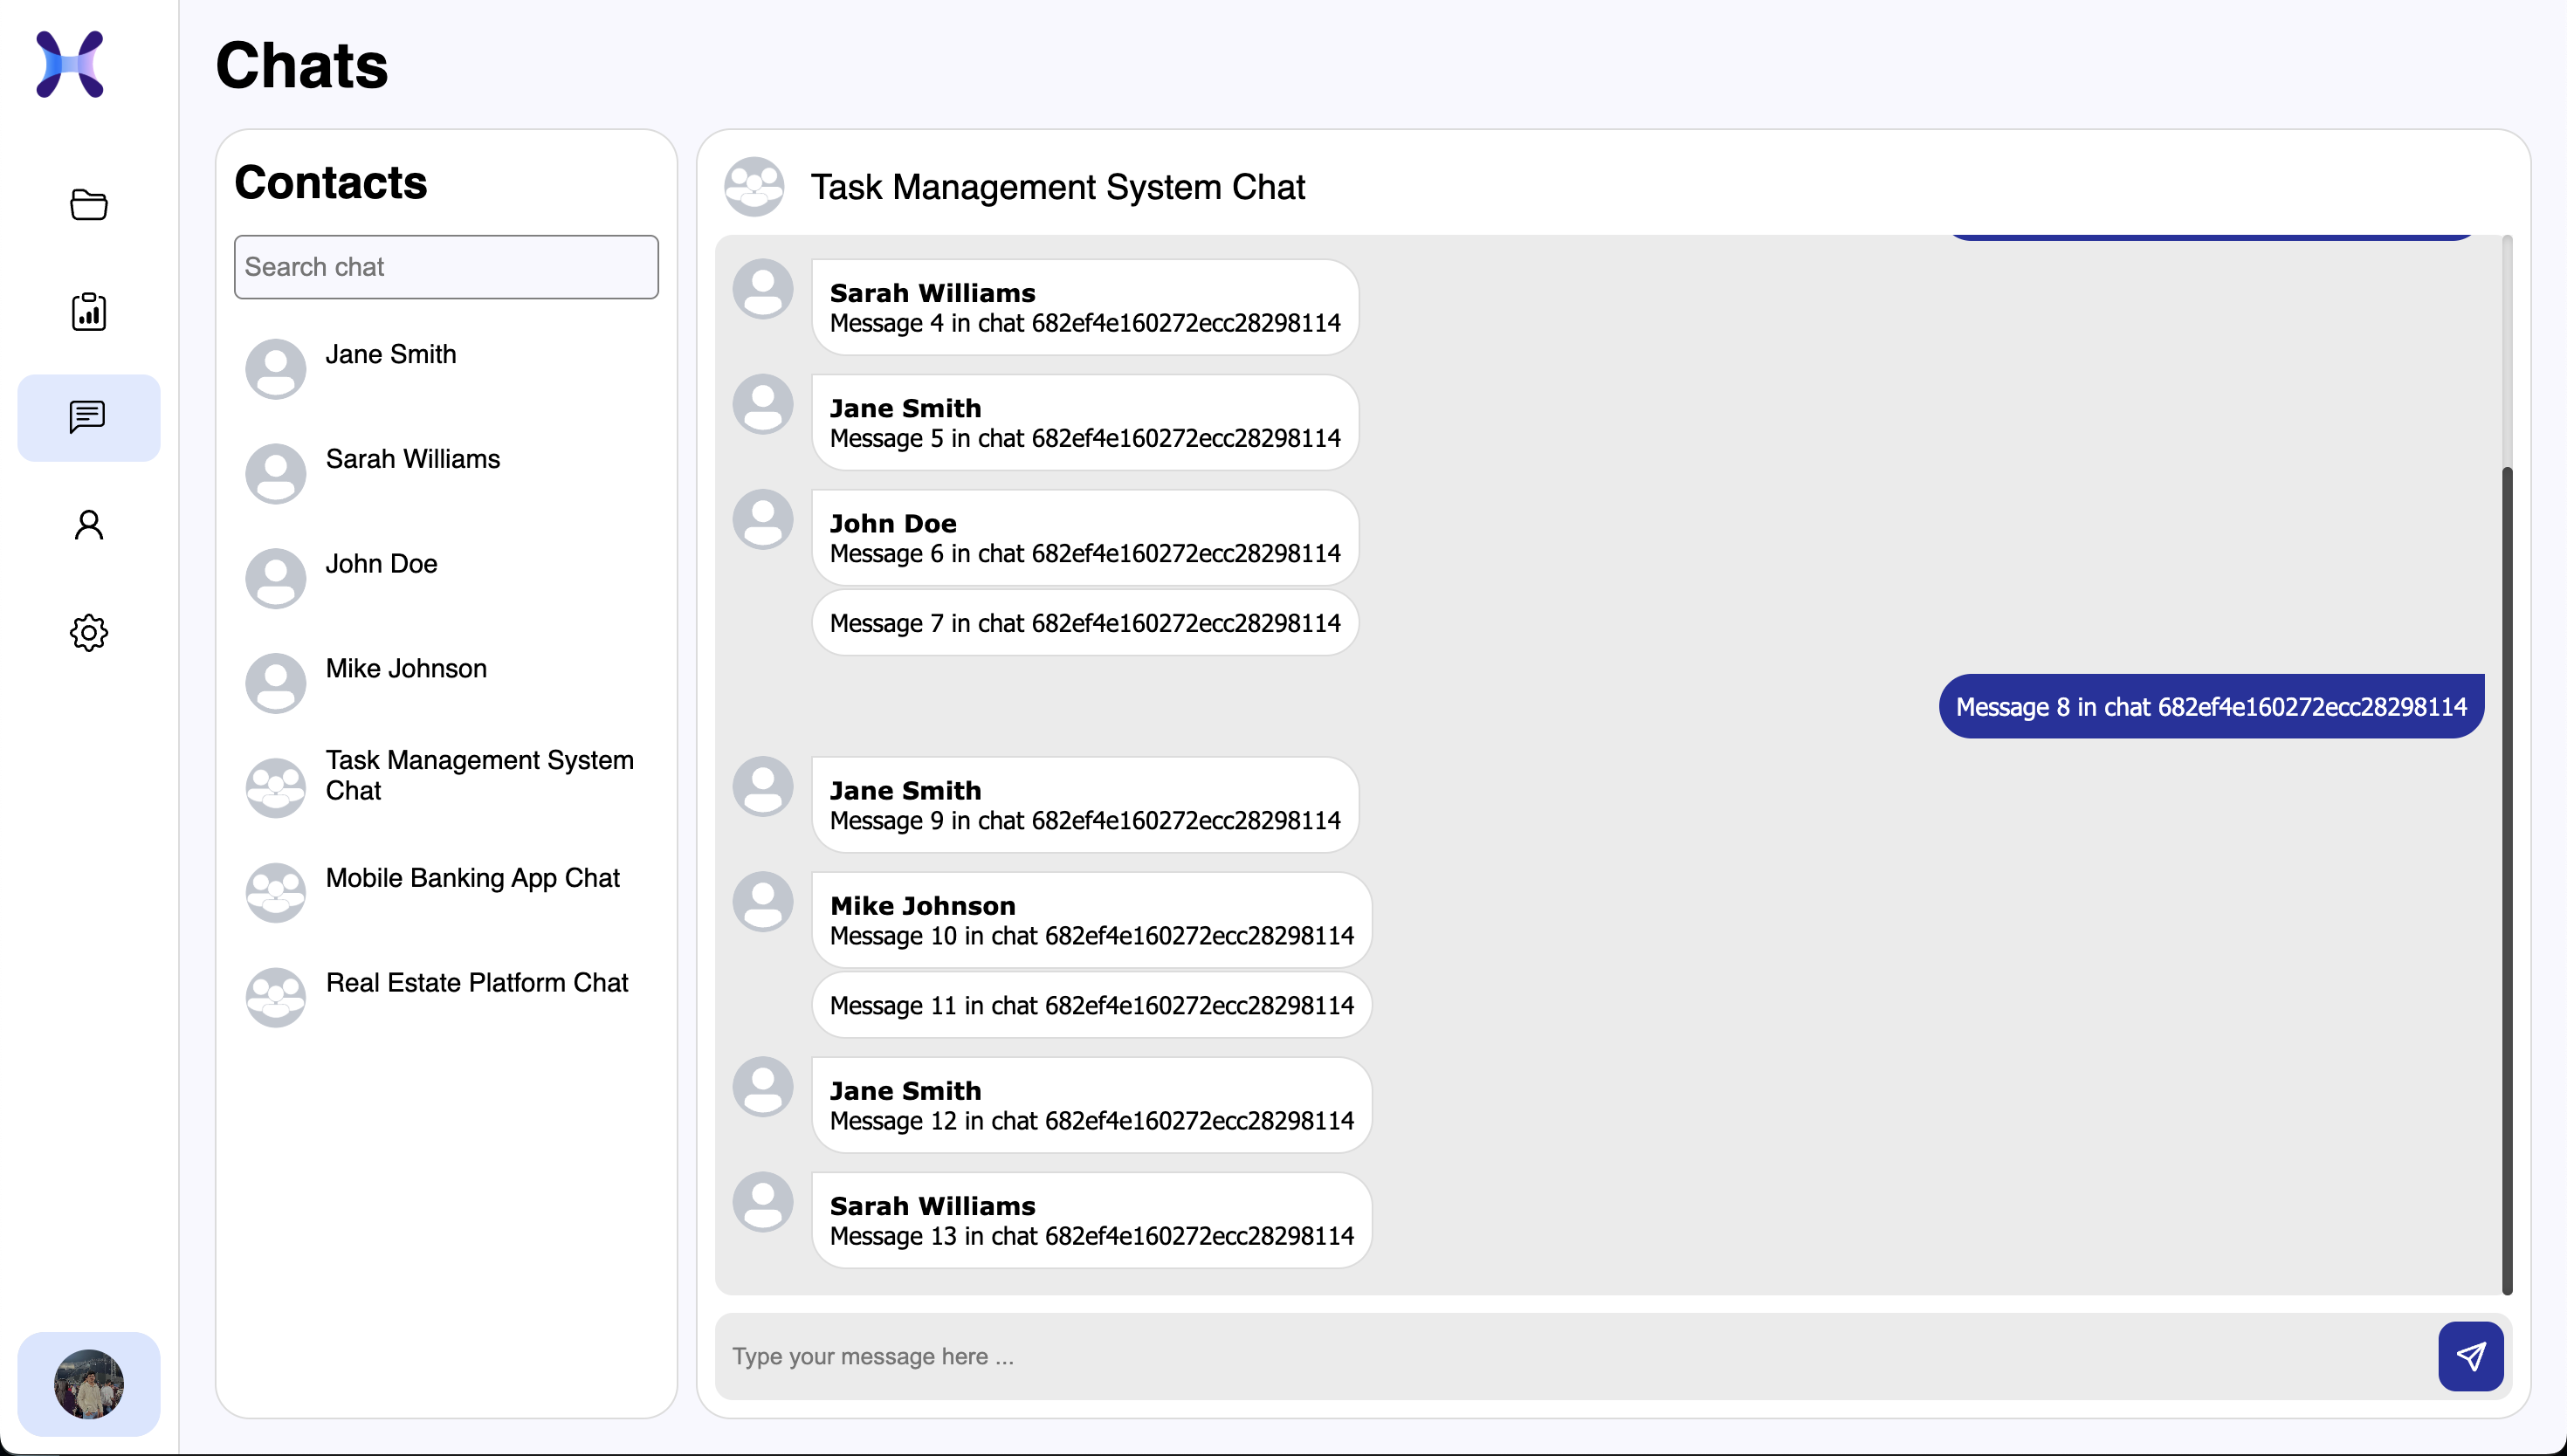 Chats
Contacts
Search chat
Jane Smith
Sarah Williams
John Doe
Mike Johnson
Task Management System
Chat
Mobile Banking App Chat
Real Estate Platform Chat
Task Management System Chat
Sarah Williams
Message 4 in chat 682ef4e160272ecc28298114
Jane Smith
Message 5 in chat 682ef4e160272ecc28298114
John Doe
Message 6 in chat 682ef4e160272ecc28298114
Message 7 in chat 682ef4e160272ecc28298114
Message 8 in chat 682ef4e160272ecc28298114
Jane Smith
Message 9 in chat 682ef4e160272ecc28298114
Mike Johnson
Message 10 in chat 682ef4e160272ecc28298114
Message 11 in chat 682ef4e160272ecc28298114
Jane Smith
Message 12 in chat 682ef4e160272ecc28298114
Sarah Williams
Message 13 in chat 682ef4e160272ecc28298114
Type your message here ...